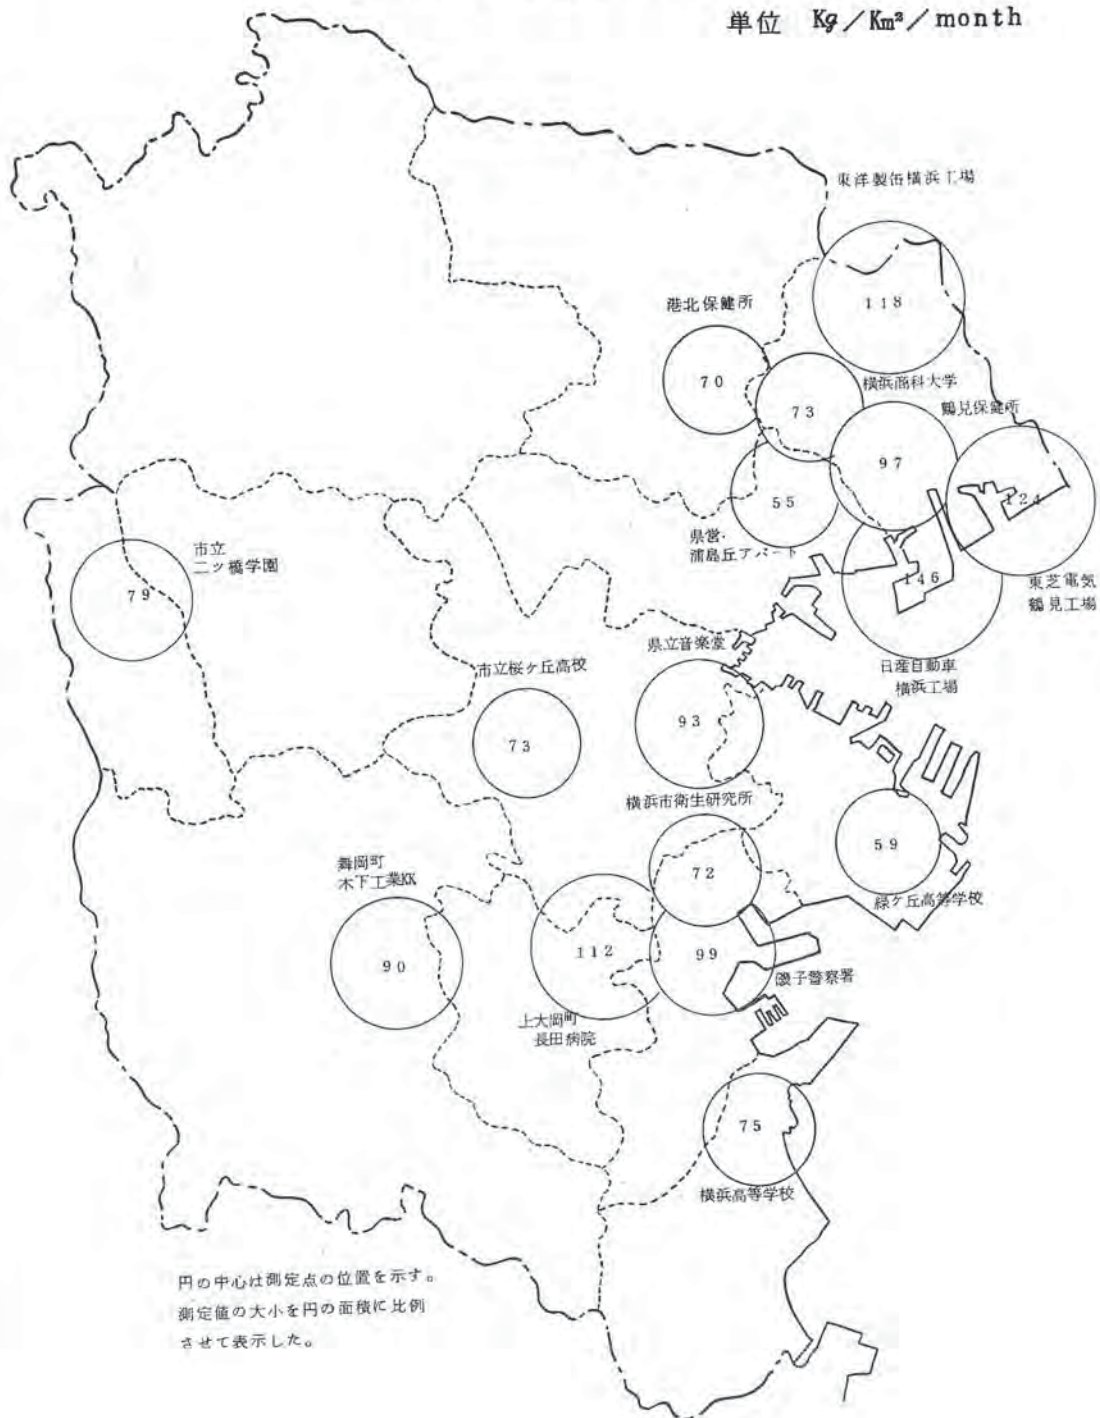 単位 Kg/Km²/month
東洋製缶横浜工場
118
港北保健所
70
横浜商科大学
73
鶴見保健所
97
124
55
県営·
浦島丘アパート
市立
二ツ橋学園
79
146
東芝電気
鶴見工場
日産自動車
横浜工場
県立音楽堂
93
市立桜ケ丘高校
73
横浜市衛生研究所
72
59
緑ケ丘高等学校
舞岡町
木下工業KK
90
112
上大岡町
長田病院
99
磯子警察署
75
横浜高等学校
円の中心は測定点の位置を示す。
測定値の大小を円の面積に比例
させて表示した。